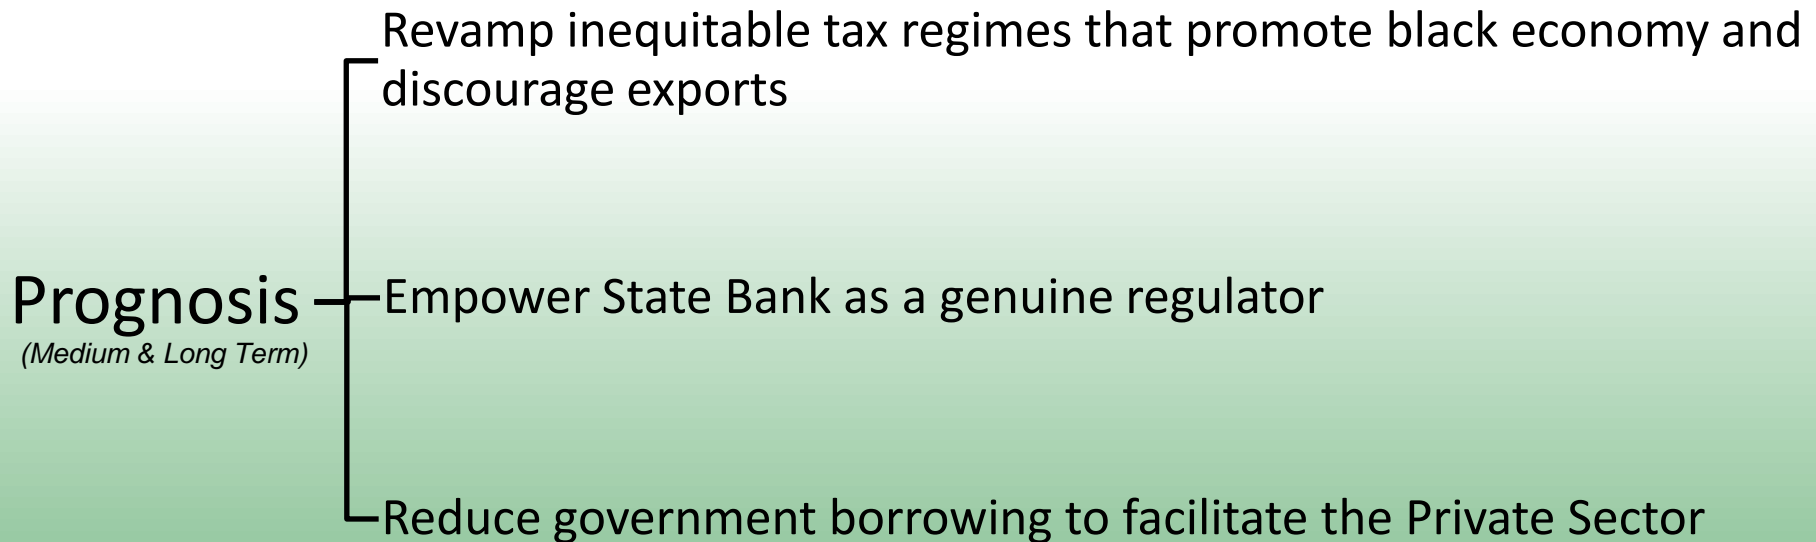 Revamp inequitable tax regimes that promote black economy and
discourage exports
Prognosis
(Medium & Long Term)
Empower State Bank as a genuine regulator
Reduce government borrowing to facilitate the Private Sector